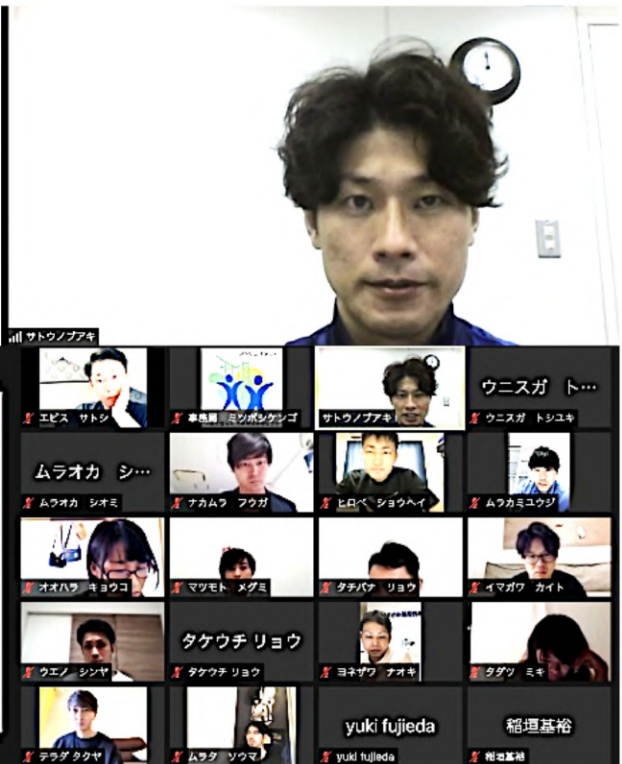 サトウノブアキ
エビス サトシ
事務局 ミツボシケンゴ
サトウノブアキ
ウニスガ ト…
ウニスガ トシユキ
ムラオカ シ…
ムラオカ シオミ
ナカムラ フウガ
ヒロベ ショウヘイ
ムラカミユウジ
オオハラ キョウコ
マツモト メグミ
タチバナ リョウ
イマガワ カイト
ウエノ シンヤ
タケウチ リョウ
タケウチ リョウ
ヨネザワ ナオキ
タダツ ミキ
テラダ タクヤ
ムラタ ソウマ
yuki fujieda
yuki fujieda
稲垣基裕
稲垣基裕